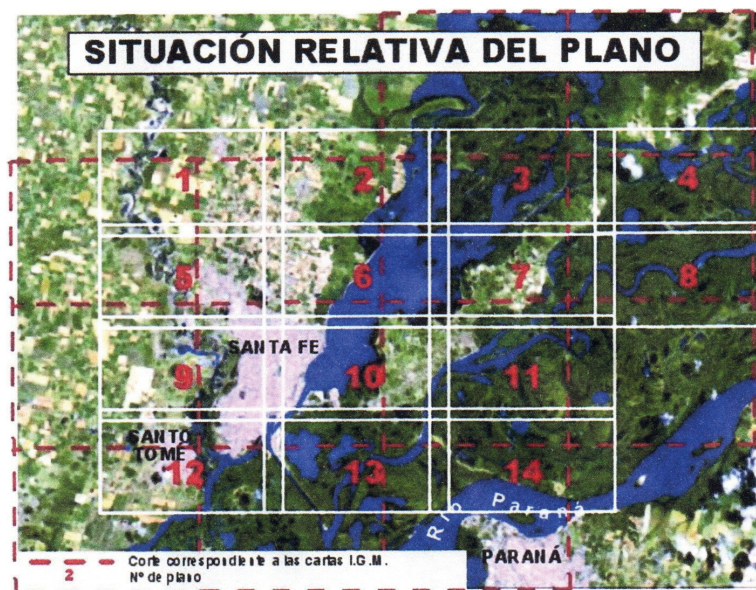 SITUACIÓN RELATIVA DEL PLANO
1
2
3
4
5
6
7
8
SANTA FE
9
10
11
SANTO
TOMÉ
12
13
14
Río Paraná
PARANÁ
Corte correspondiente a las cartas I.G.M.
2
Nº de plano